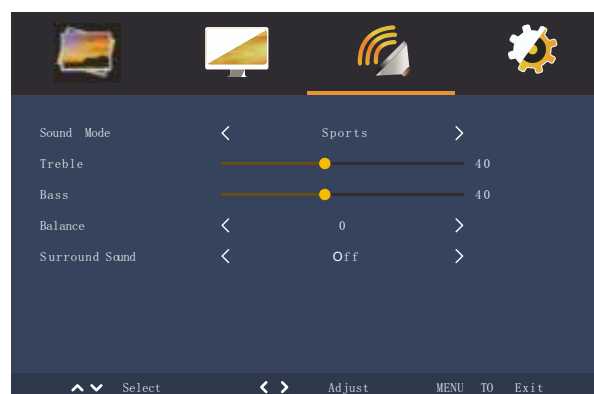 Sound Mode Sports
Treble 40
Bass 40
Balance 0
Surround Sound Off
Select Adjust MENU TO Exit